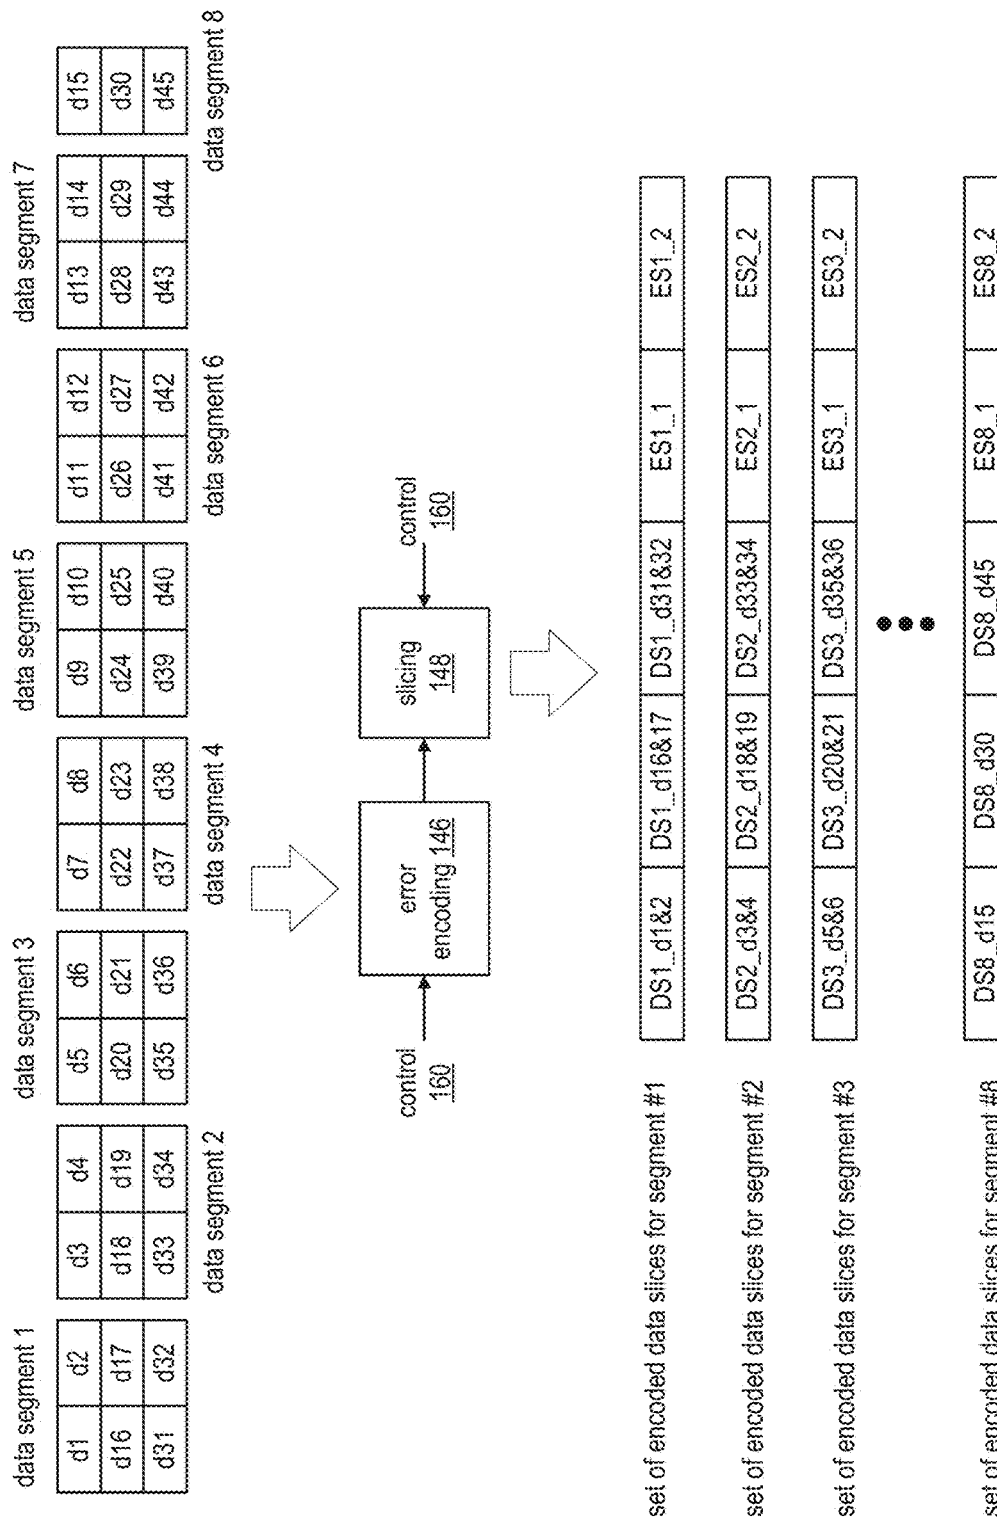 data segment 1
data segment 3
data segment 5
data segment 7
d1 d2 d3 d4 d5 d6 d7 d8 d9 d10 d11 d12 d13 d14 d15
d16 d17 d18 d19 d20 d21 d22 d23 d24 d25 d26 d27 d28 d29 d30
d31 d32 d33 d34 d35 d36 d37 d38 d39 d40 d41 d42 d43 d44 d45
data segment 2
data segment 4
data segment 6
data segment 8
control
160
error
encoding 146
slicing
148
control
160
set of encoded data slices for segment #1 DS1_d1&2 DS1_d16&17 DS1_d31&32 ES1_1 ES1_2
set of encoded data slices for segment #2 DS2_d3&4 DS2_d18&19 DS2_d33&34 ES2_1 ES2_2
set of encoded data slices for segment #3 DS3_d5&6 DS3_d20&21 DS3_d35&36 ES3_1 ES3_2
set of encoded data slices for segment #8 DS8_d15 DS8_d30 DS8_d45 ES8_1 ES8_2